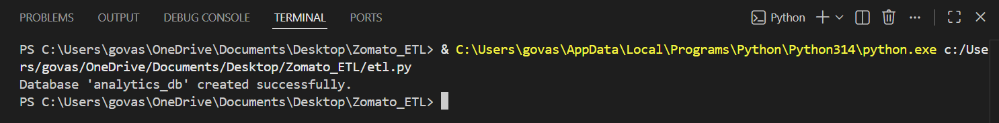 PROBLEMS OUTPUT DEBUG CONSOLE TERMINAL PORTS Python
PS C:\Users\govas\OneDrive\Documents\Desktop\Zomato_ETL> & C:\Users\govas\AppData\Local\Programs\Python\Python314\python.exe c:/Use
rs/govas/OneDrive/Documents/Desktop/Zomato_ETL/etl.py
Database 'analytics_db' created successfully.
PS C:\Users\govas\OneDrive\Documents\Desktop\Zomato_ETL>